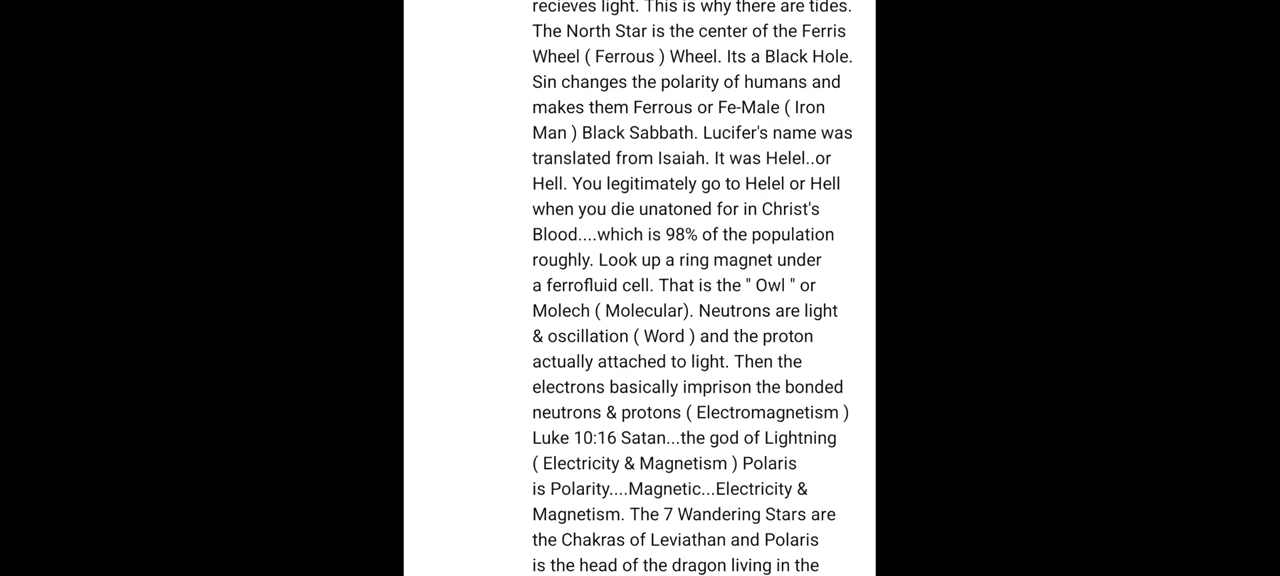 recieves light. This is why there are tides.
The North Star is the center of the Ferris
Wheel ( Ferrous ) Wheel. Its a Black Hole.
Sin changes the polarity of humans and
makes them Ferrous or Fe-Male ( Iron
Man ) Black Sabbath. Lucifer's name was
translated from Isaiah. It was Helel..or
Hell. You legitimately go to Helel or Hell
when you die unatoned for in Christ's
Blood....which is 98% of the population
roughly. Look up a ring magnet under
a ferrofluid cell. That is the " Owl " or
Molech ( Molecular). Neutrons are light
& oscillation ( Word ) and the proton
actually attached to light. Then the
electrons basically imprison the bonded
neutrons & protons ( Electromagnetism )
Luke 10:16 Satan...the god of Lightning
( Electricity & Magnetism ) Polaris
is Polarity....Magnetic...Electricity &
Magnetism. The 7 Wandering Stars are
the Chakras of Leviathan and Polaris
is the head of the dragon living in the